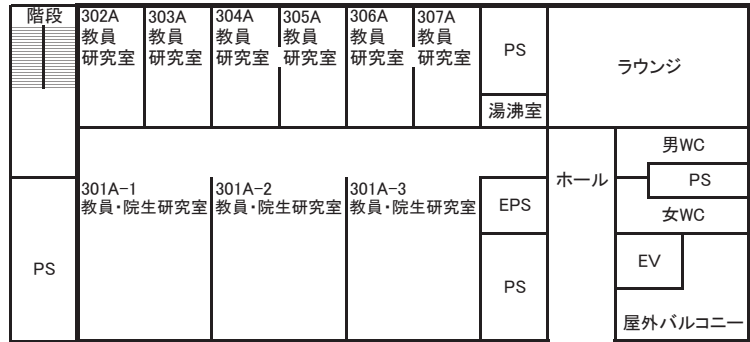 階段
302A
教員
研究室
303A
教員
研究室
304A
教員
研究室
305A
教員
研究室
306A
教員
研究室
307A
教員
研究室
PS
湯沸室
ラウンジ
ホール
男WC
PS
女WC
EV
屋外バルコニー
PS
301A-1
教員・院生研究室
301A-2
教員・院生研究室
301A-3
教員・院生研究室
EPS
PS